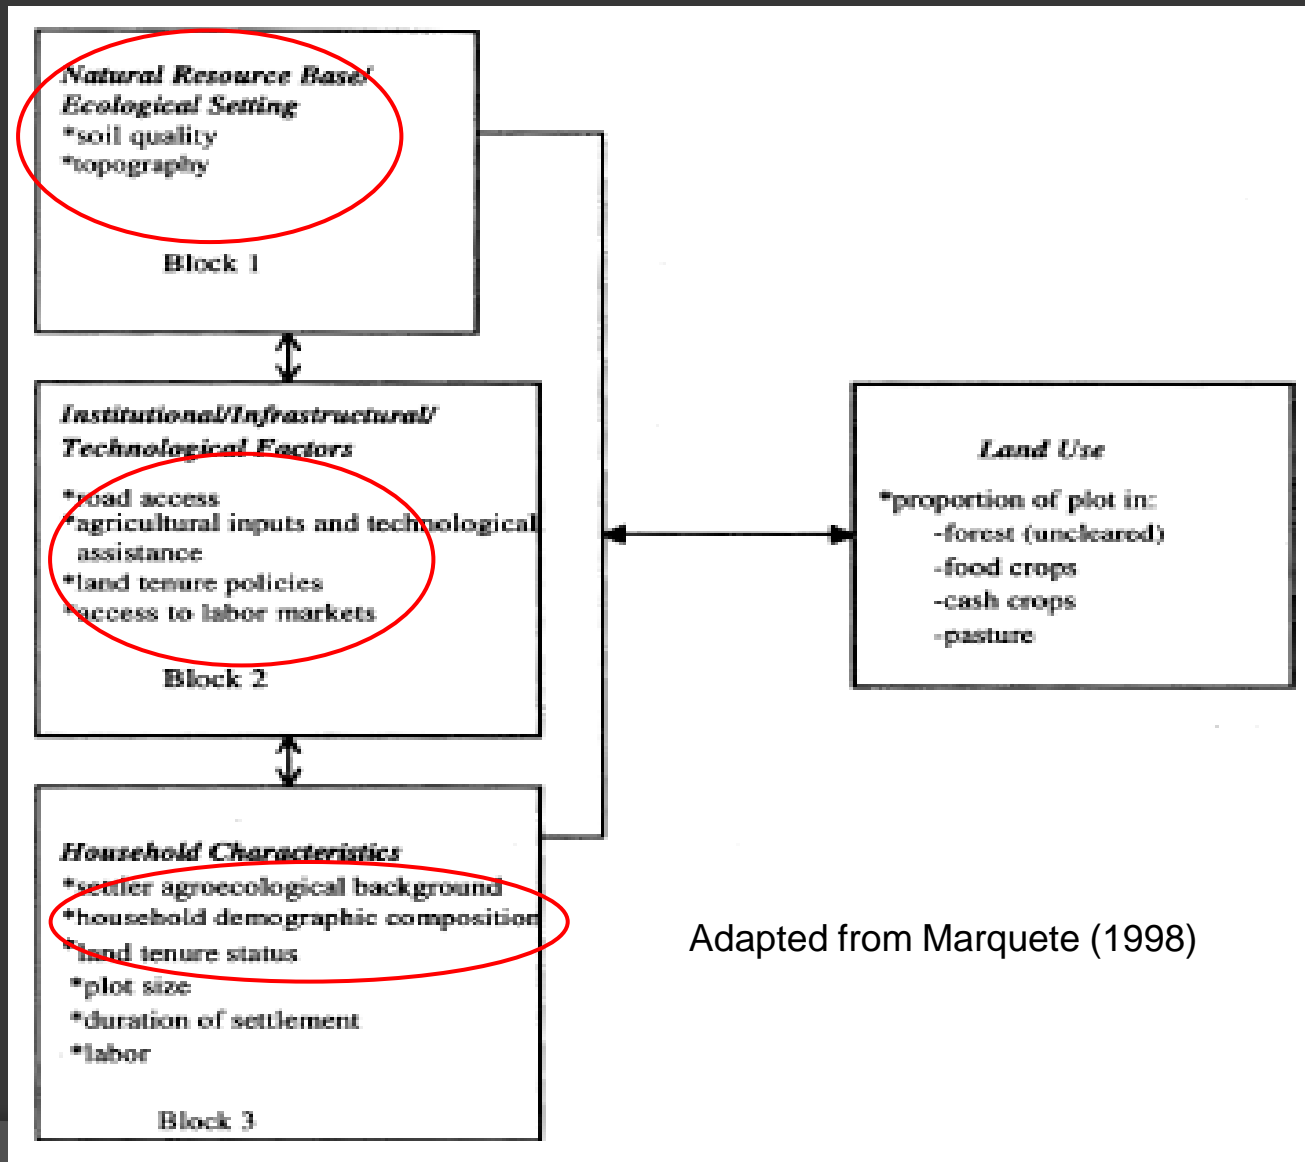 Natural Resource Base/
Ecological Setting
*soil quality
*topography
Block 1
Institutional/Infrastructural/
Technological Factors
*road access
*agricultural inputs and technological
assistance
*land tenure policies
*access to labor markets
Block 2
Household Characteristics
*settler agroecological background
*household demographic composition
*land tenure status
*plot size
*duration of settlement
*labor
Block 3
Land Use
*proportion of plot in:
-forest (uncleared)
-food crops
-cash crops
-pasture
Adapted from Marquete (1998)